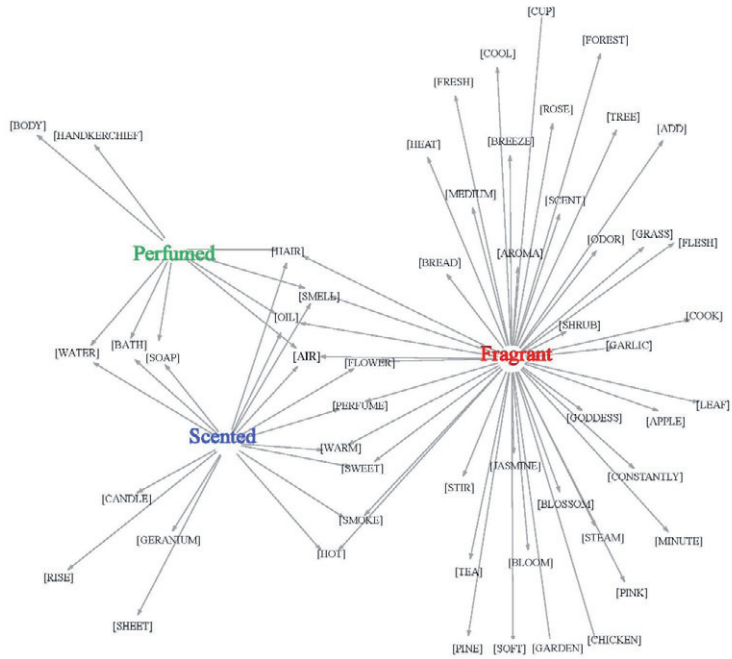 [CUP]
[FOREST]
[COOL]
[FRESH]
[ROSE]
[TREE]
[ADD]
[BODY]
[HANDKERCHIEF]
[HEAT]
[BREEZE]
[MEDIUM]
[SCENT]
[GRASS]
[ODOR]
[FLESH]
Perfumed
[HAIR]
[AROMA]
[BREAD]
[SMELL]
[OIL]
[COOK]
[SHRUB]
[WATER]
[BATH]
[SOAP]
[AIR]
[FLOWER]
Fragrant
[GARLIC]
[PERFUME]
[LEAF]
[GODDESS]
[APPLE]
Scented
[WARM]
[SWEET]
[JASMINE]
[CONSTANTLY]
[STIR]
[CANDLE]
[BLOSSOM]
[SMOKE]
[GERANIUM]
[STEAM]
[MINUTE]
[HOT]
[RISE]
[TEA]
[BLOOM]
[PINK]
[SHEET]
[PINE]
[SOFT]
[GARDEN]
[CHICKEN]